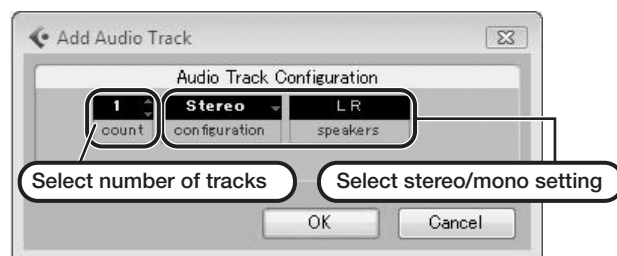 Add Audio Track
Audio Track Configuration
1 Stereo L R
count configuration speakers
Select number of tracks Select stereo/mono setting
OK Cancel